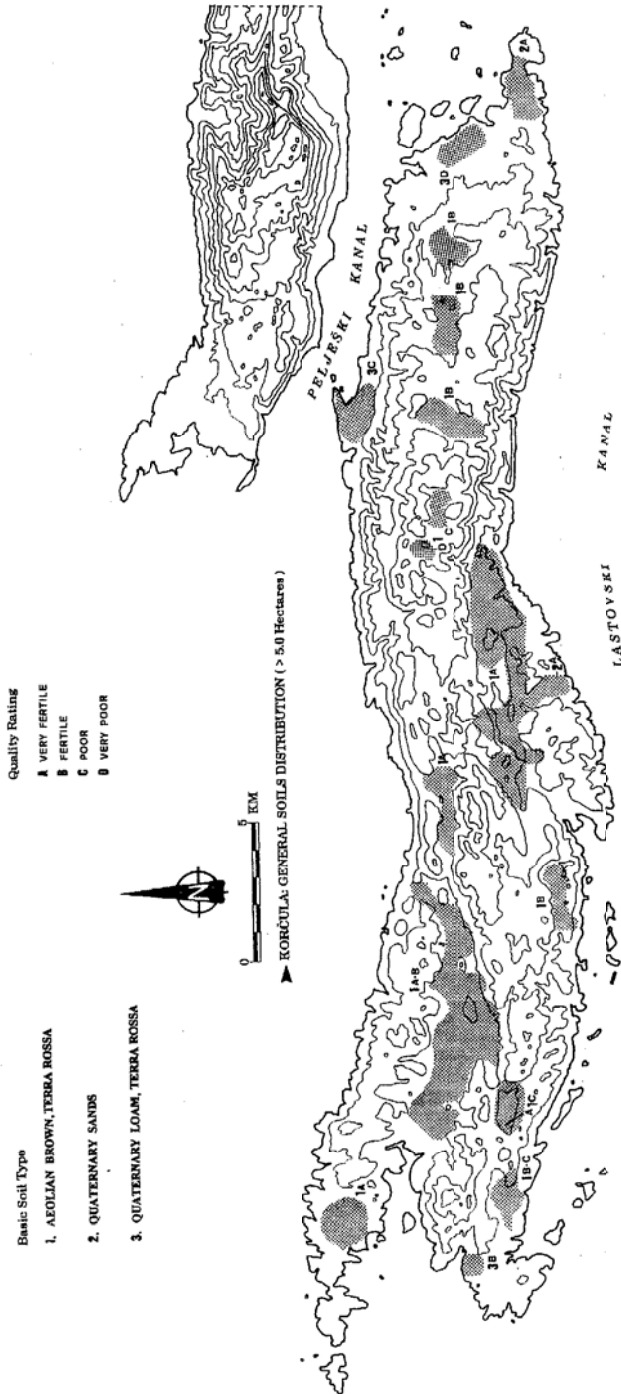 Basic Soil Type
1. AEOLIAN BROWN, TERRA ROSSA
2. QUATERNARY SANDS
3. QUATERNARY LOAM, TERRA ROSSA
Quality Rating
A VERY FERTILE
B FERTILE
C POOR
D VERY POOR
N
0 5
KM
KORČULA: GENERAL SOILS DISTRIBUTION ( > 5.0 Hectares)
PELJEŠKI KANAL
LASTOVSKI KANAL
1A
3B
1B-C
1A-B
1B
1A
1A
2A
3C
1B
1B
1B
3D
2A